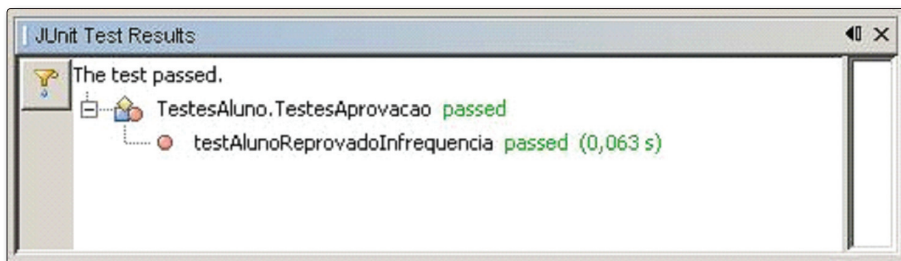 JUnit Test Results
The test passed.
TestesAluno.TestesAprovacao passed
testAlunoReprovadoInfrequencia passed (0,063 s)